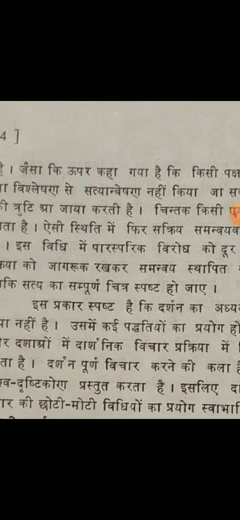 4 ]
है । जैसा कि ऊपर कहा गया है कि किसी पक्ष
ा विश्लेषण से सत्यान्वेषण नहीं किया जा स
ी त्रुटि आ जाया करती है । चिन्तक किसी
ाता है । ऐसी स्थिति में फिर सक्रिय समन्वयव
। इस विधि में पारस्परिक विरोध को दूर
क्रया को जागरूक रखकर समन्वय स्थापित
ाकि सत्य का सम्पूर्ण चित्र स्पष्ट हो जाए ।
इस प्रकार स्पष्ट है कि दर्शन का अध्य
या नहीं है । उसमें कई पद्धतियों का प्रयोग हो
र दशाओं में दार्शनिक विचार प्रक्रिया में
ता है । दर्शन पूर्ण विचार करने की कला है
व-दृष्टिकोण प्रस्तुत करता है । इसलिए दा
ार की छोटी-मोटी विधियों का प्रयोग स्वाभावि